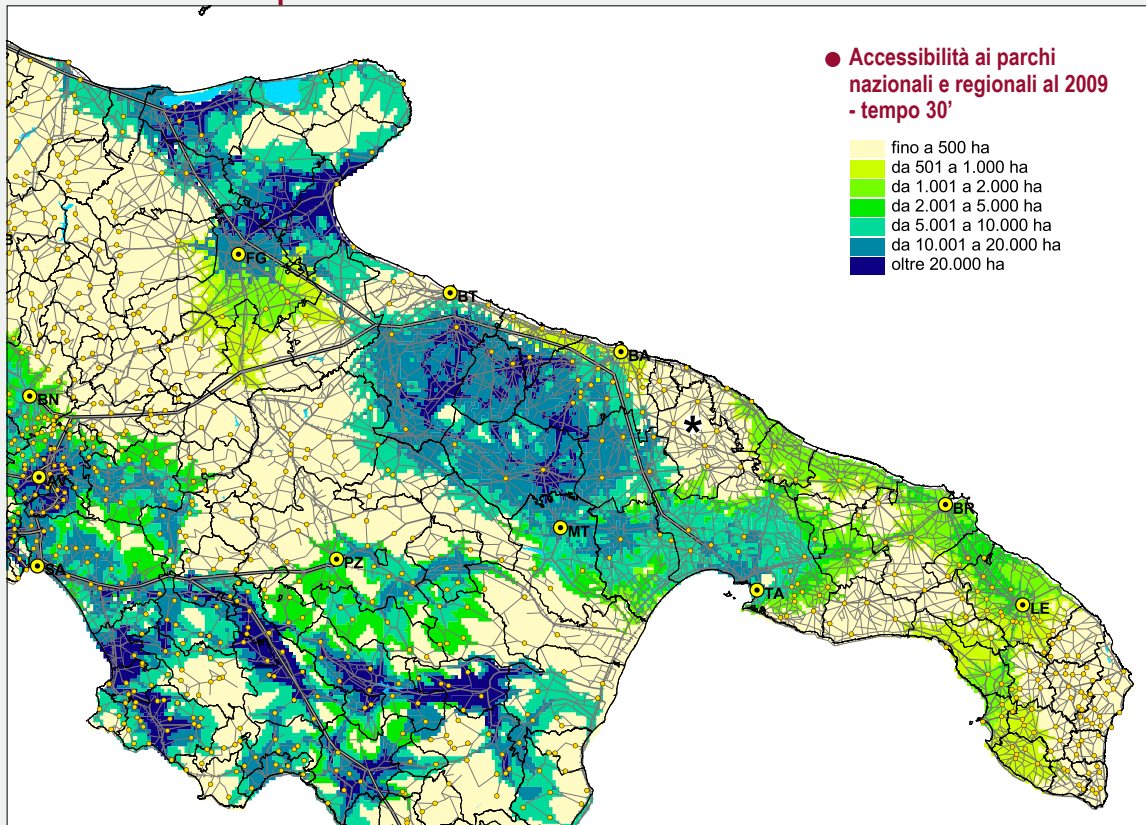 Accessibilità ai parchi
nazionali e regionali al 2009
- tempo 30’
fino a 500 ha
da 501 a 1.000 ha
da 1.001 a 2.000 ha
da 2.001 a 5.000 ha
da 5.001 a 10.000 ha
da 10.001 a 20.000 ha
oltre 20.000 ha
FG
BT
BA
*
BN
AV
BR
MT
PZ
SA
TA
LE